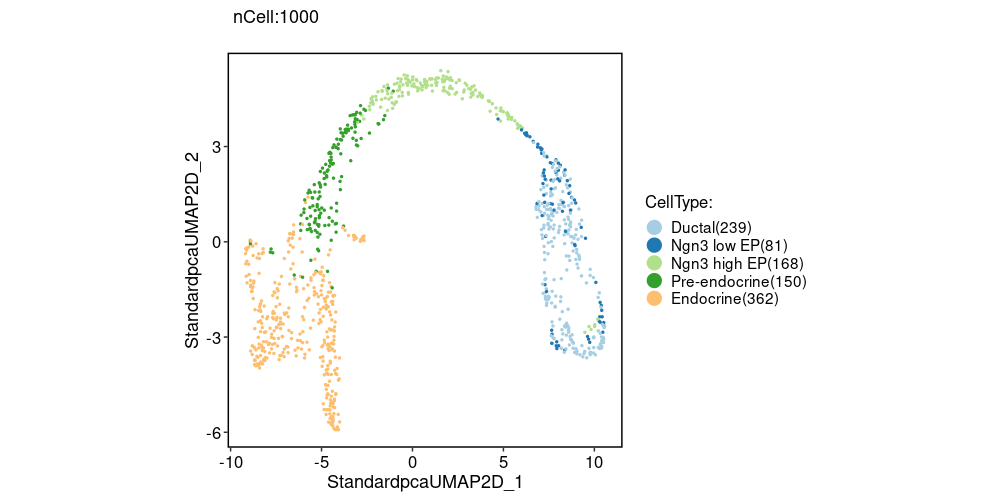 nCell:1000
StandardpcaUMAP2D_2
3
0
-3
-6
-10
-5
0
5
10
StandardpcaUMAP2D_1
CellType:
Ductal(239)
Ngn3 low EP(81)
Ngn3 high EP(168)
Pre-endocrine(150)
Endocrine(362)